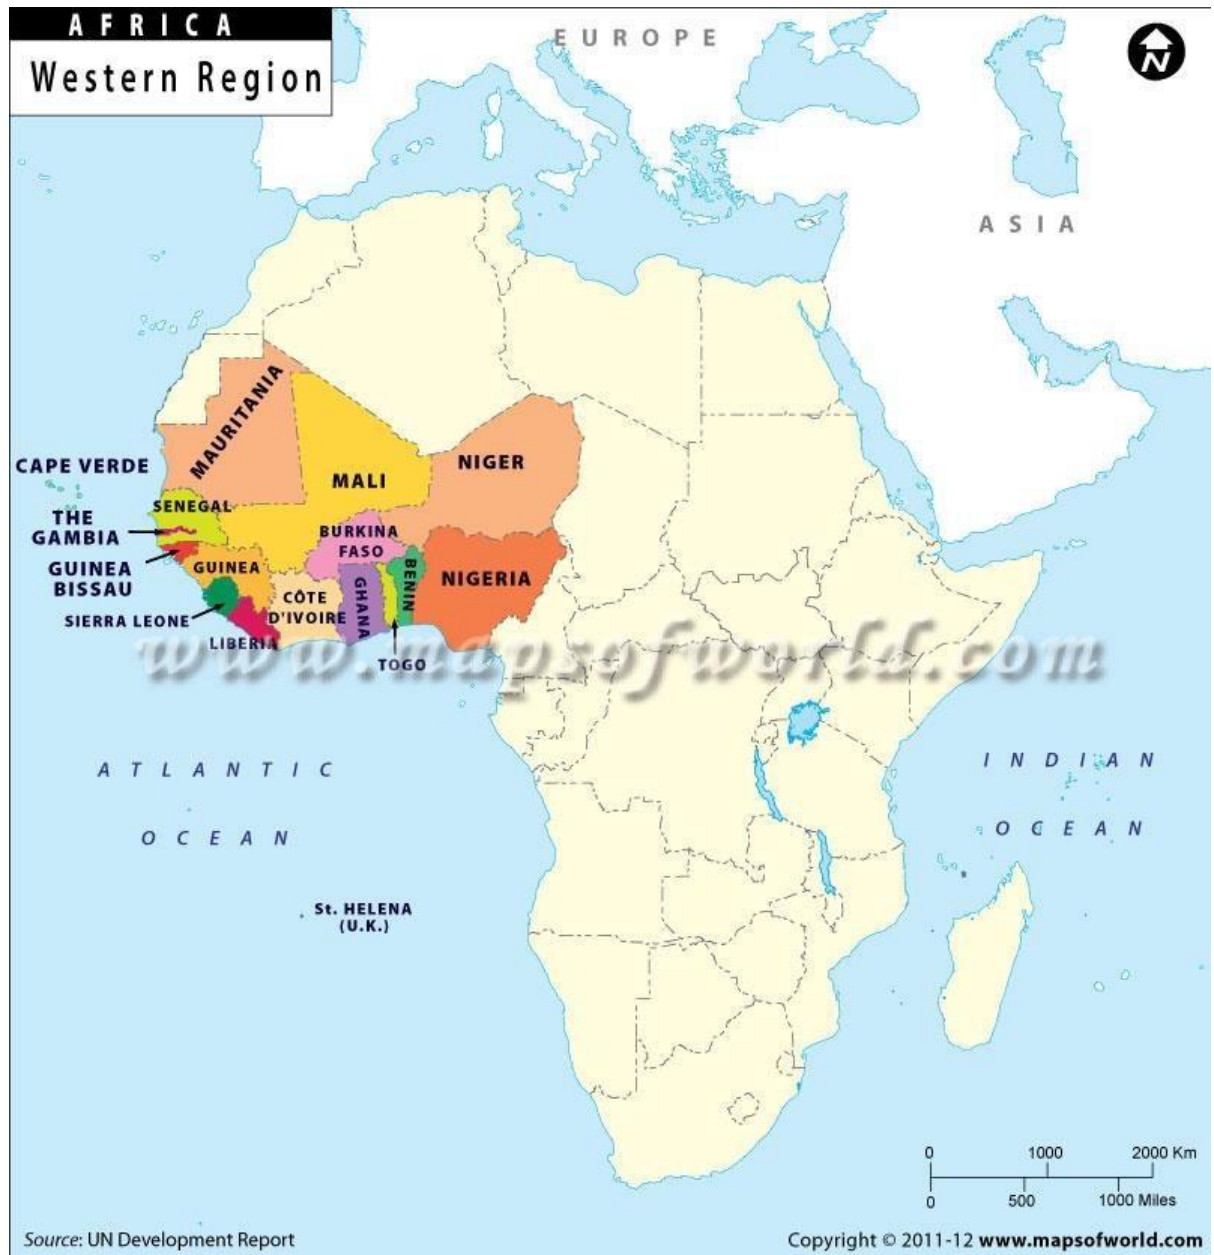 AFRICA
Western Region
EUROPE
N
ASIA
MAURITANIA
CAPE VERDE
MALI
NIGER
SENEGAL
THE
GAMBIA
BURKINA
FASO
GUINEA
BISSAU
GUINEA
BENIN
NIGERIA
GHANA
CÔTE
D'IVOIRE
SIERRA LEONE
LIBERIA
TOGO
www.mapsofworld.com
ATLANTIC
OCEAN
INDIAN
OCEAN
St. HELENA
(U.K.)
0 1000 2000 Km
0 500 1000 Miles
Source: UN Development Report
Copyright © 2011-12 www.mapsofworld.com